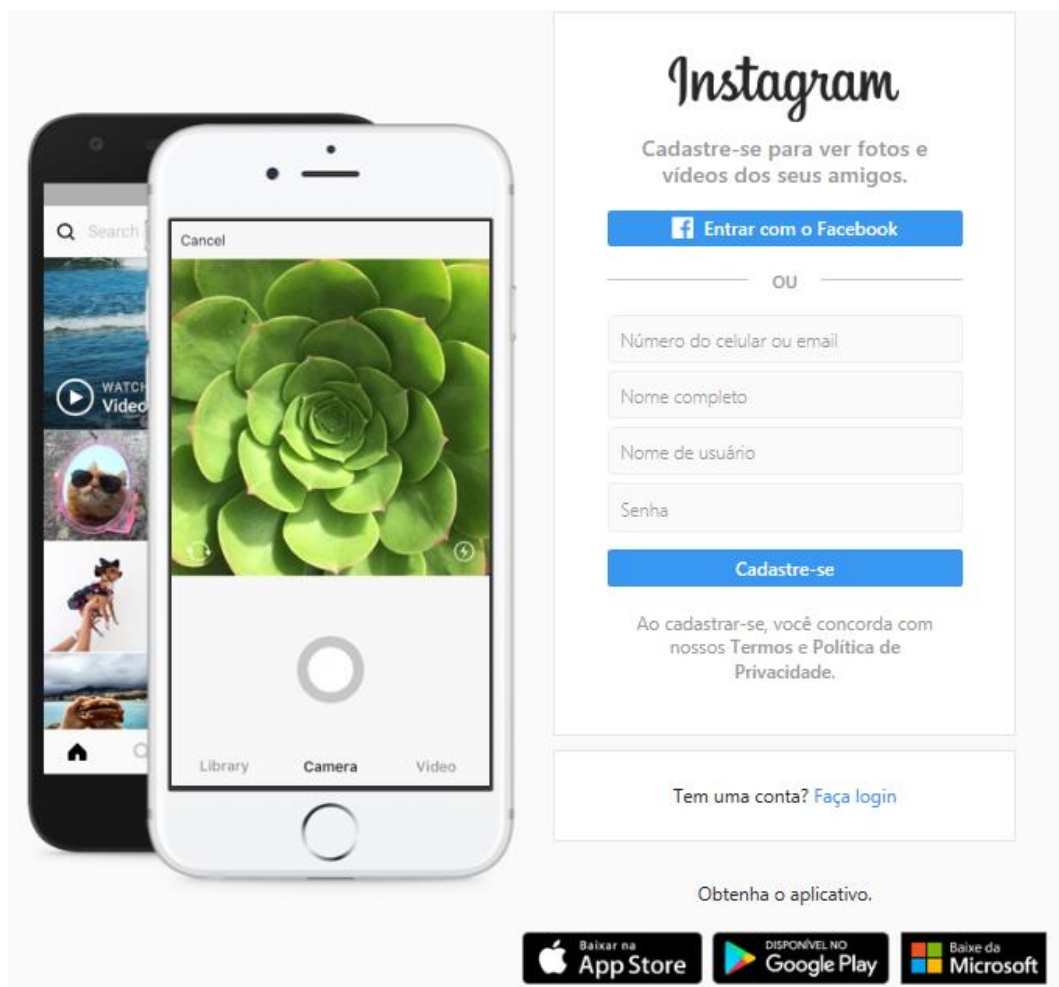 Search
WATCH
Video
Cancel
Library Camera Video
Instagram
Cadastre-se para ver fotos e
vídeos dos seus amigos.
Entrar com o Facebook
OU
Número do celular ou email
Nome completo
Nome de usuário
Senha
Cadastre-se
Ao cadastrar-se, você concorda com
nossos Termos e Política de
Privacidade.
Tem uma conta? Faça login
Obtenha o aplicativo.
Baixar na
App Store
DISPONÍVEL NO
Google Play
Baixe da
Microsoft